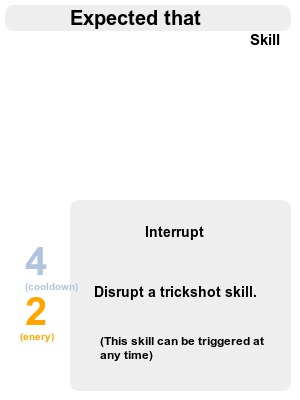 Expected that
Skill
Interrupt
4
(cooldown)
Disrupt a trickshot skill.
2
(enery)
(This skill can be triggered at
any time)